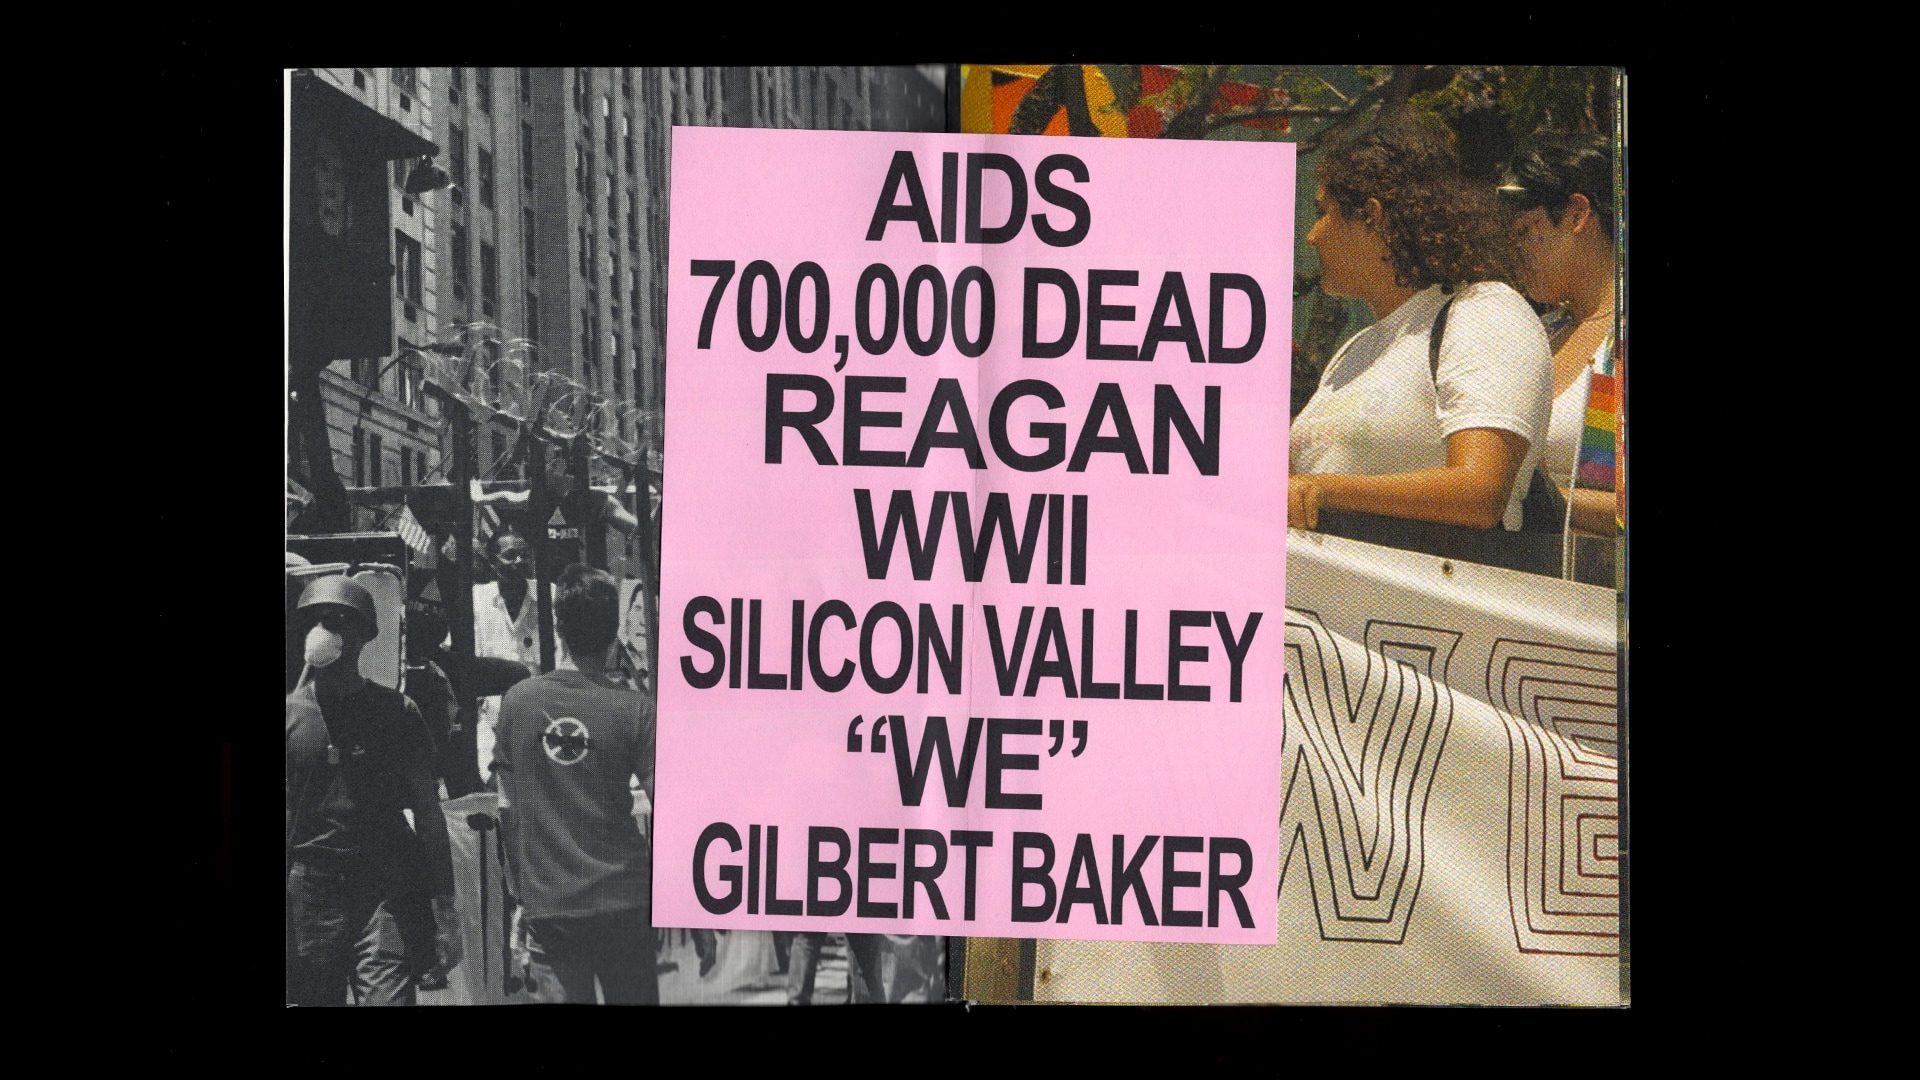 AIDS
700,000 DEAD
REAGAN
WWII
SILICON VALLEY
“WE”
GILBERT BAKER